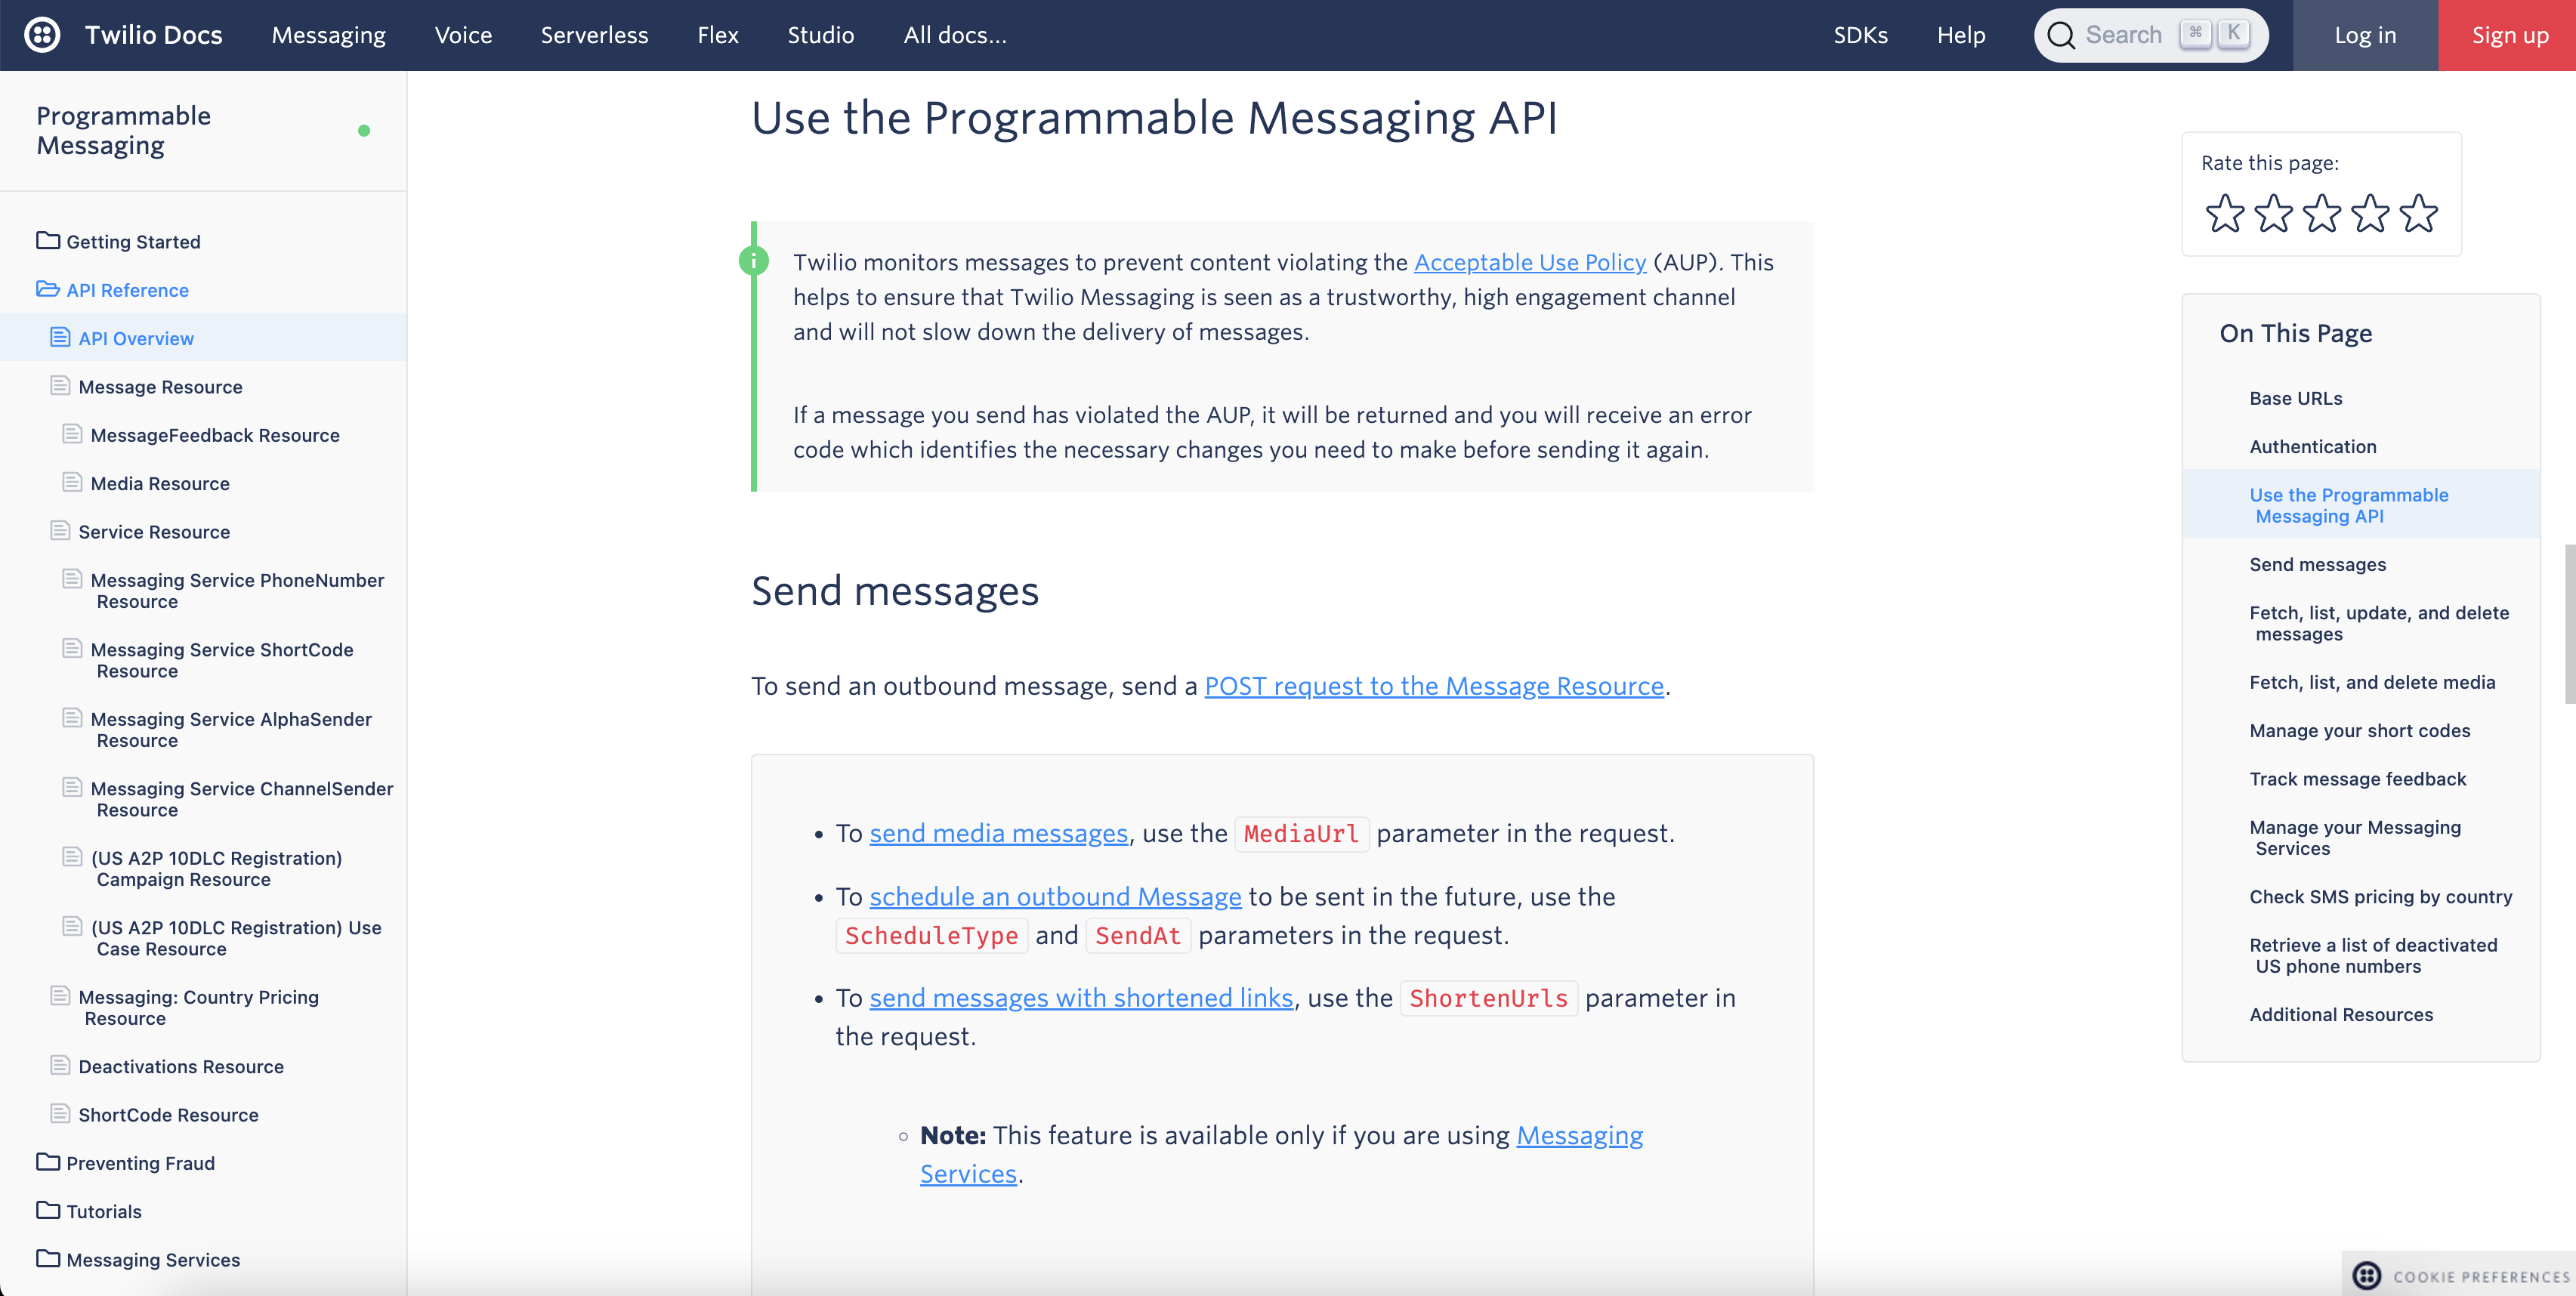 Twilio Docs Messaging Voice Serverless Flex Studio All docs... SDKs Help Search ⌘ K Log in Sign up
Programmable
Messaging
Getting Started
API Reference
API Overview
Message Resource
MessageFeedback Resource
Media Resource
Service Resource
Messaging Service PhoneNumber
Resource
Messaging Service ShortCode
Resource
Messaging Service AlphaSender
Resource
Messaging Service ChannelSender
Resource
(US A2P 10DLC Registration)
Campaign Resource
(US A2P 10DLC Registration) Use
Case Resource
Messaging: Country Pricing
Resource
Deactivations Resource
ShortCode Resource
Preventing Fraud
Tutorials
Messaging Services
Use the Programmable Messaging API
Twilio monitors messages to prevent content violating the Acceptable Use Policy (AUP). This
helps to ensure that Twilio Messaging is seen as a trustworthy, high engagement channel
and will not slow down the delivery of messages.
If a message you send has violated the AUP, it will be returned and you will receive an error
code which identifies the necessary changes you need to make before sending it again.
Send messages
To send an outbound message, send a POST request to the Message Resource.
• To send media messages, use the MediaUrl parameter in the request.
• To schedule an outbound Message to be sent in the future, use the
ScheduleType and SendAt parameters in the request.
• To send messages with shortened links, use the ShortenUrls parameter in
the request.
◦ Note: This feature is available only if you are using Messaging
Services.
Rate this page:
On This Page
Base URLs
Authentication
Use the Programmable
Messaging API
Send messages
Fetch, list, update, and delete
messages
Fetch, list, and delete media
Manage your short codes
Track message feedback
Manage your Messaging
Services
Check SMS pricing by country
Retrieve a list of deactivated
US phone numbers
Additional Resources
COOKIE PREFERENCES